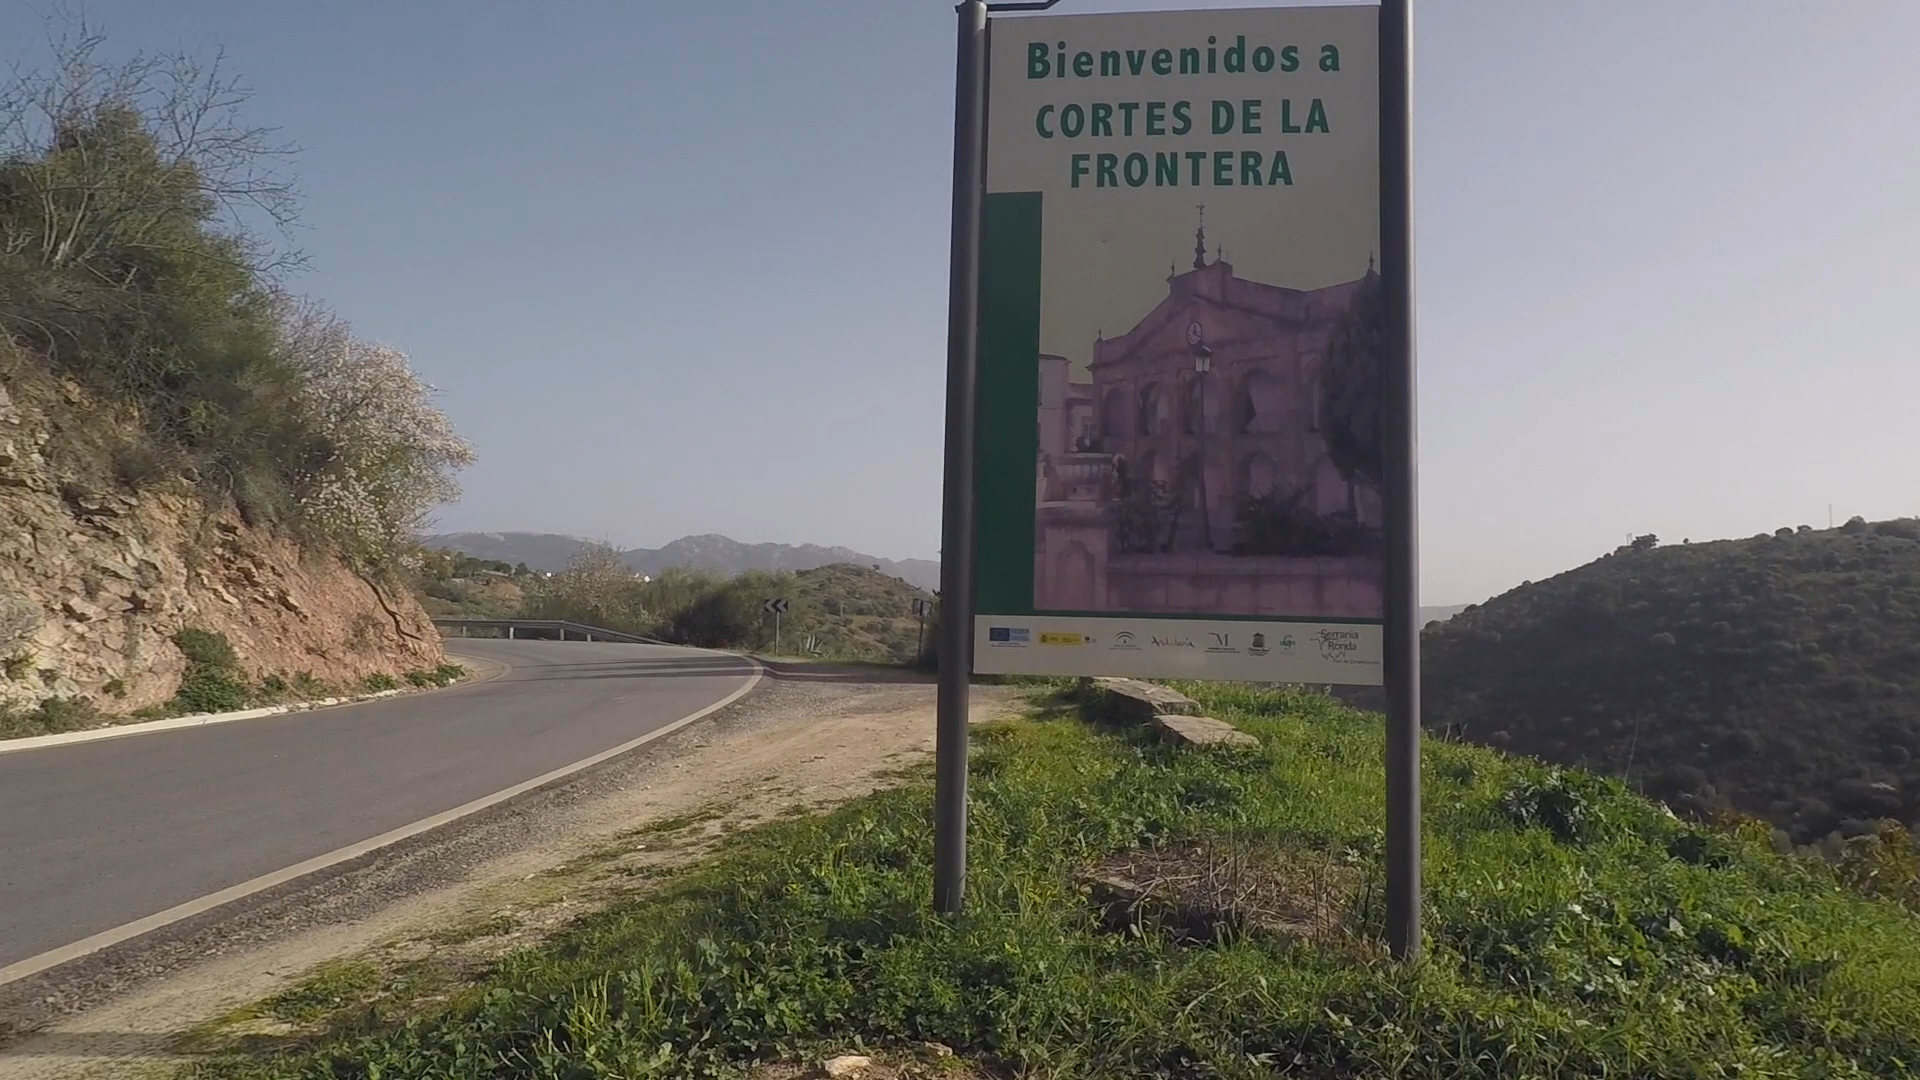 Bienvenidos a
CORTES DE LA
FRONTERA
Andalucía
Serranía
Ronda